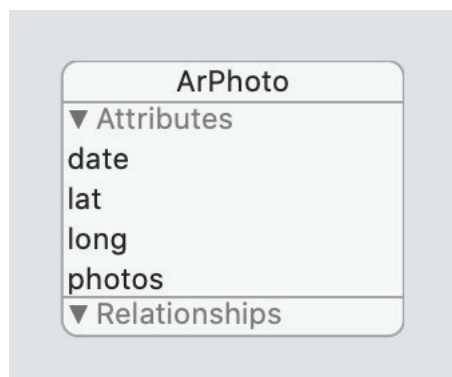 ArPhoto
▼ Attributes
date
lat
long
photos
▼ Relationships